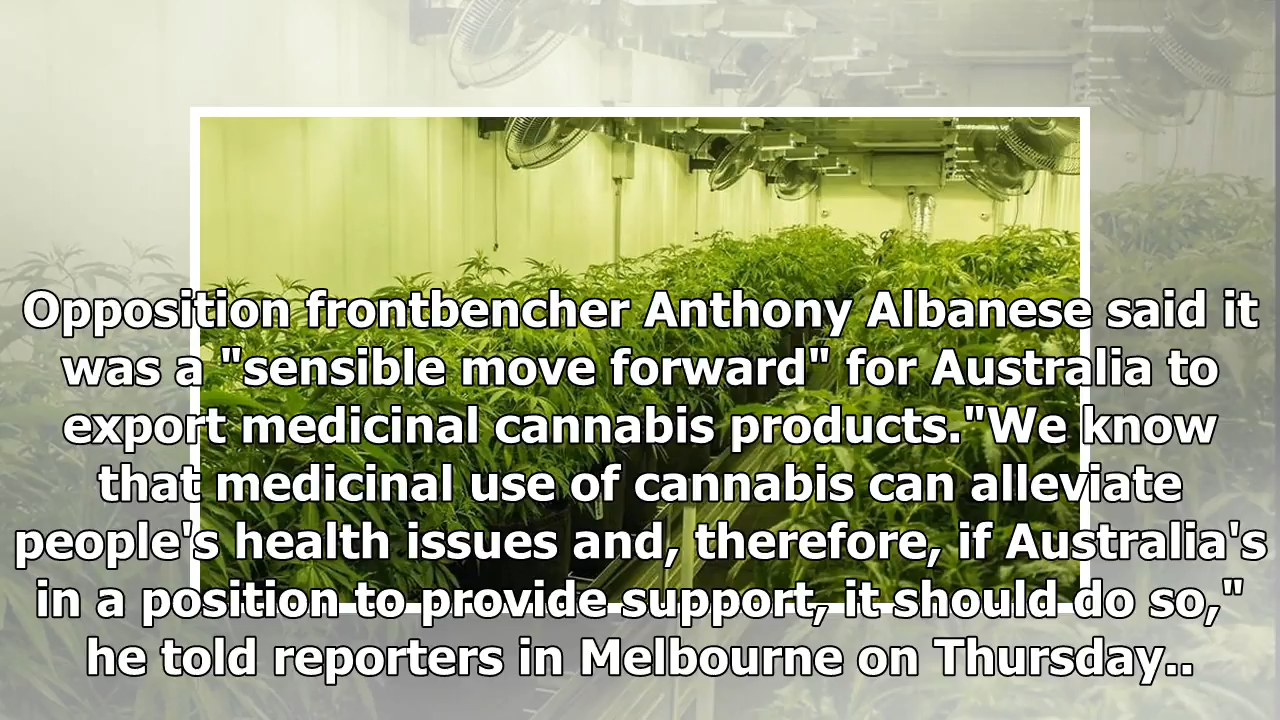 Opposition frontbencher Anthony Albanese said it
was a "sensible move forward" for Australia to
export medicinal cannabis products."We know
that medicinal use of cannabis can alleviate
people's health issues and, therefore, if Australia's
in a position to provide support, it should do so,"
he told reporters in Melbourne on Thursday..